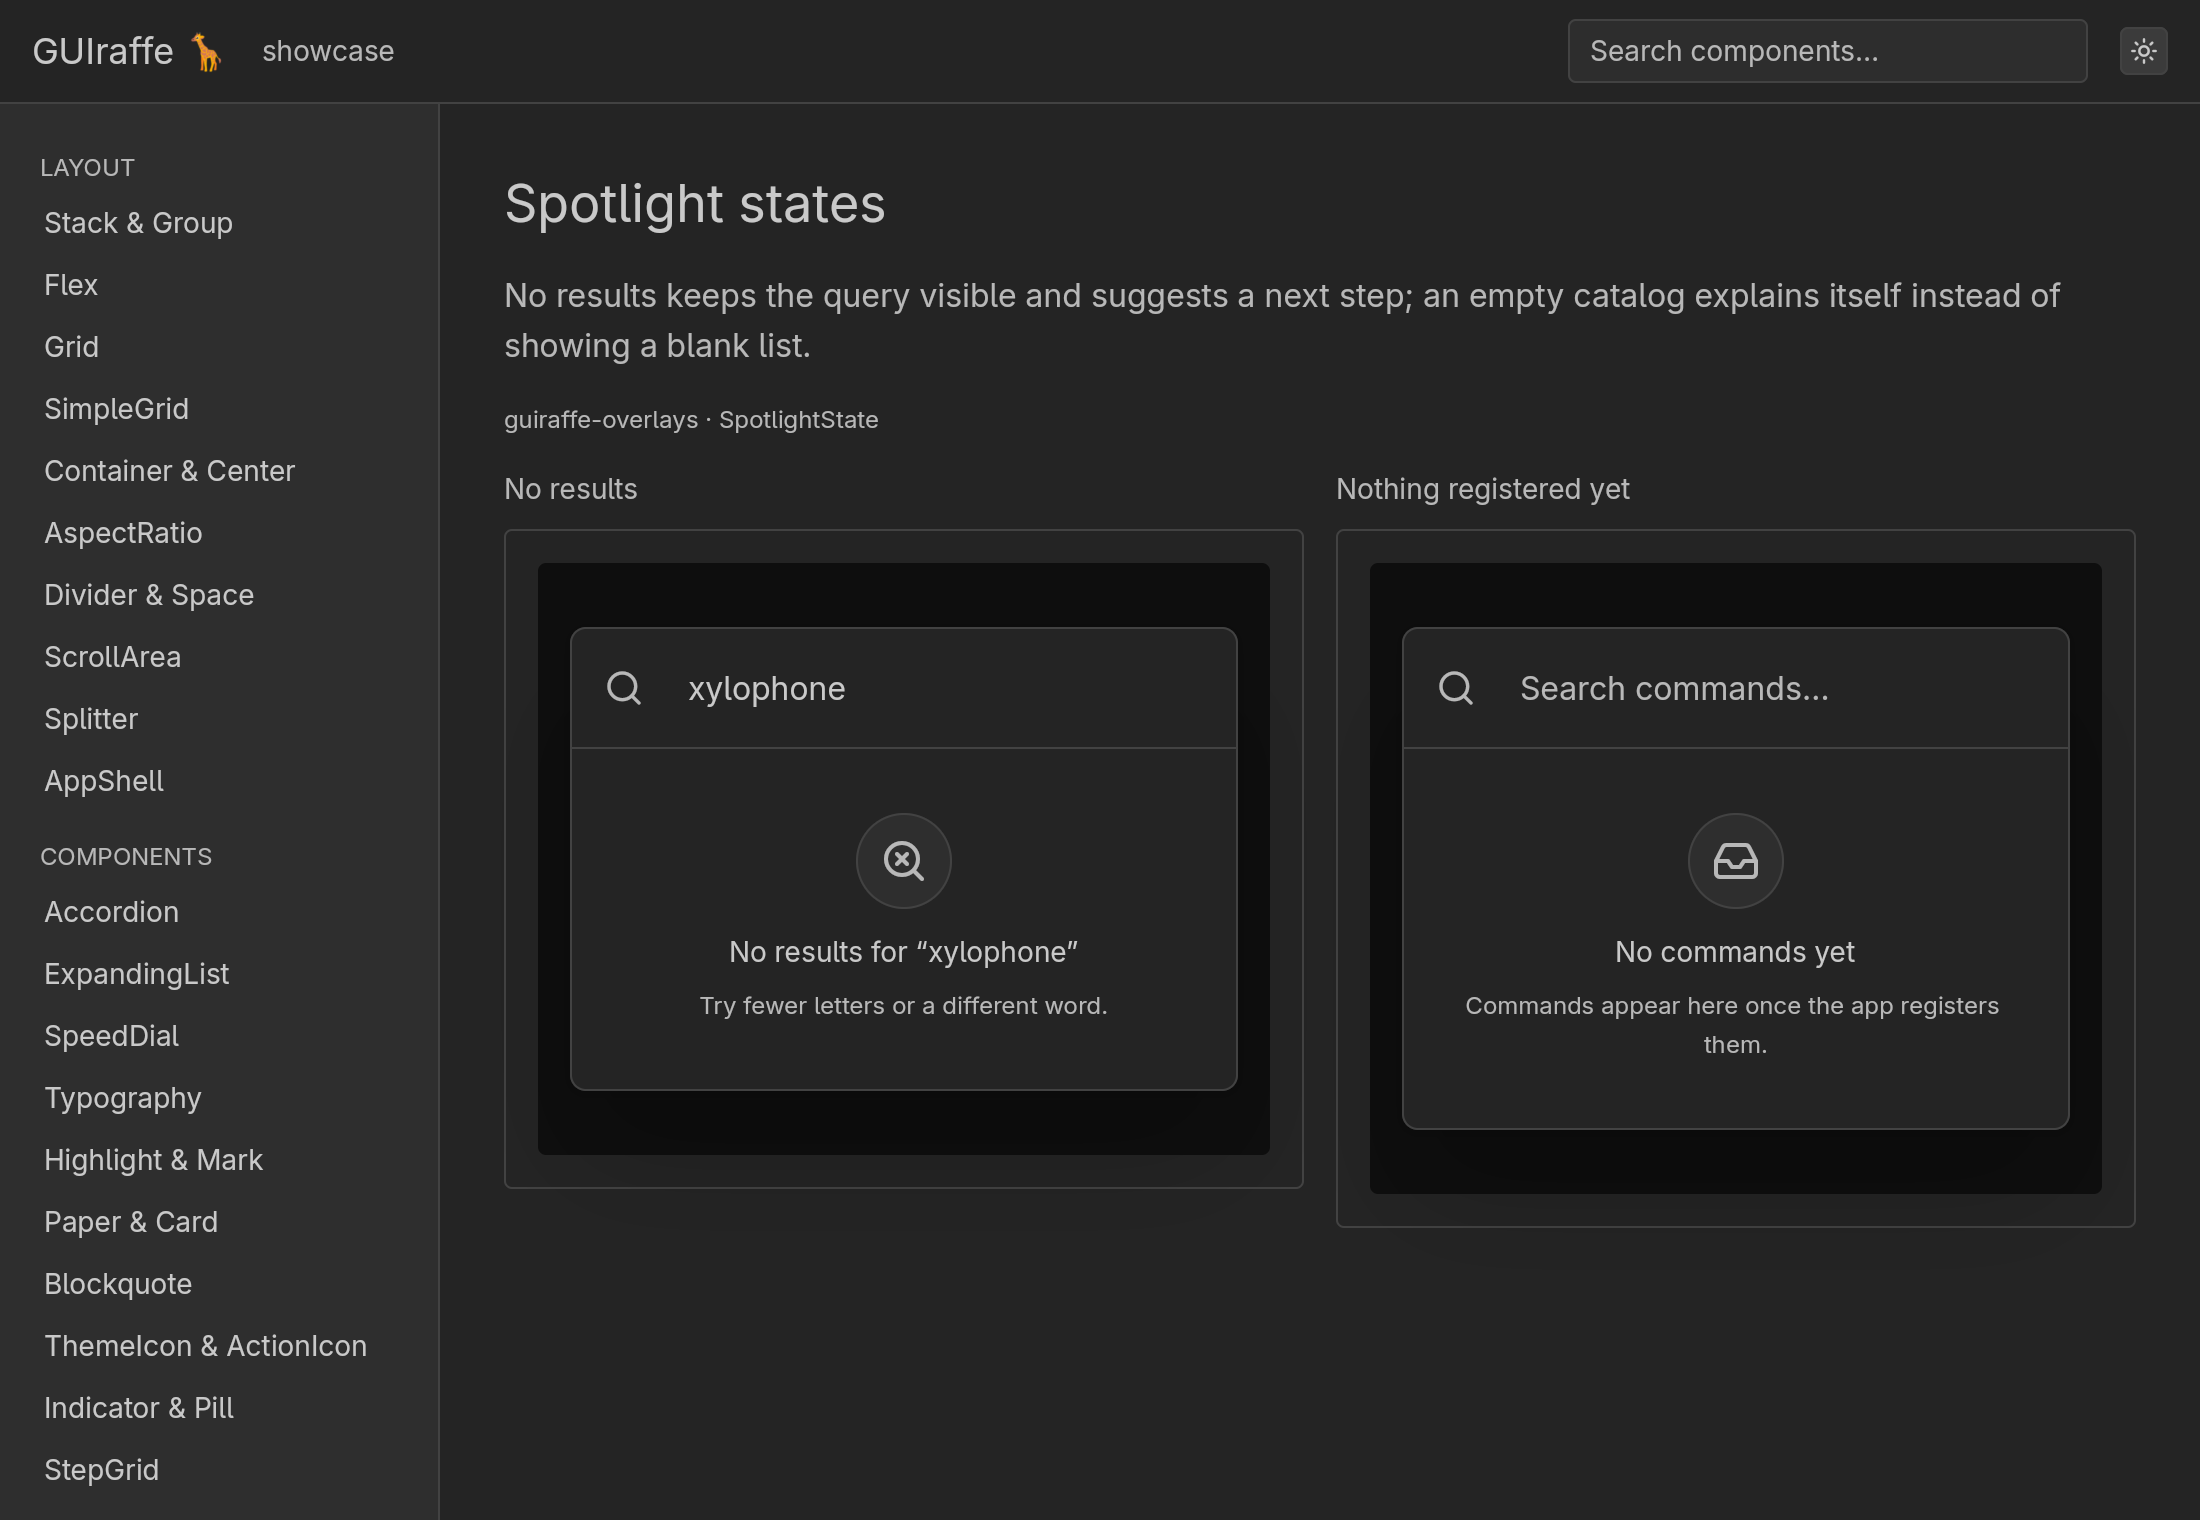 GUIraffe 🦒 showcase
Search components...
LAYOUT
Stack & Group
Flex
Grid
SimpleGrid
Container & Center
AspectRatio
Divider & Space
ScrollArea
Splitter
AppShell
COMPONENTS
Accordion
ExpandingList
SpeedDial
Typography
Highlight & Mark
Paper & Card
Blockquote
ThemeIcon & ActionIcon
Indicator & Pill
StepGrid
Spotlight states
No results keeps the query visible and suggests a next step; an empty catalog explains itself instead of
showing a blank list.
guiraffe-overlays · SpotlightState
No results
xylophone
No results for “xylophone”
Try fewer letters or a different word.
Nothing registered yet
Search commands...
No commands yet
Commands appear here once the app registers
them.